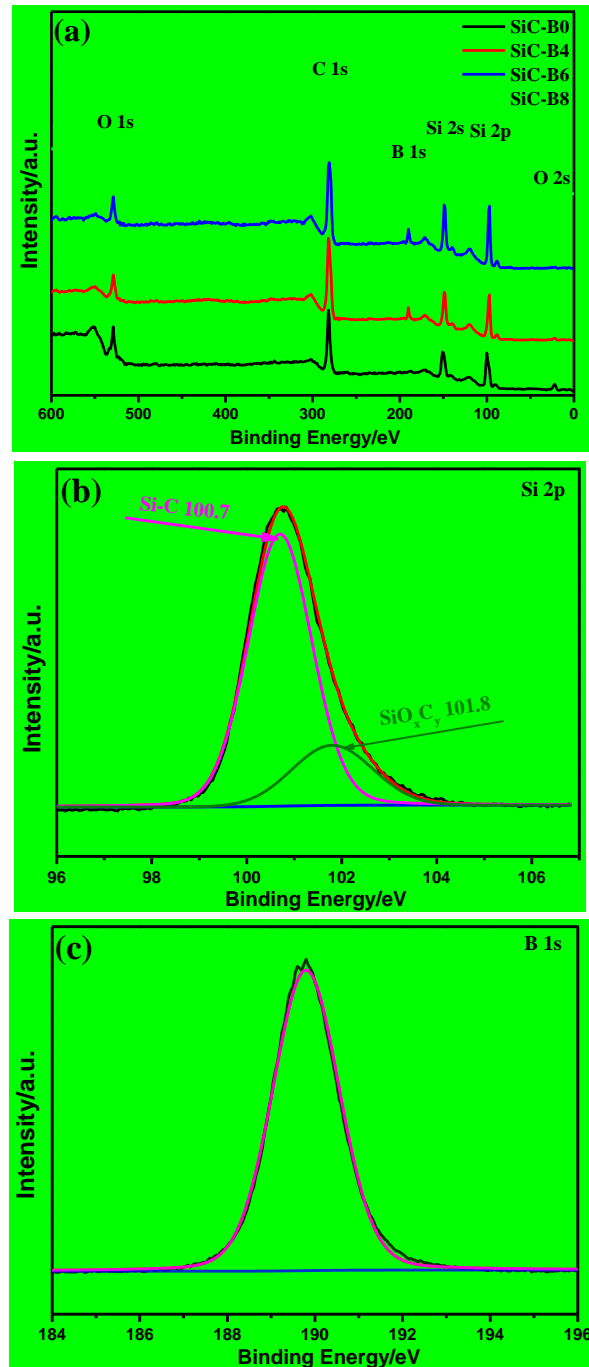 (a)
SiC-B0
SiC-B4
SiC-B6
SiC-B8
C 1s
O 1s
Si 2s Si 2p
B 1s
O 2s
Intensity/a.u.
600 500 400 300 200 100 0
Binding Energy/eV
(b)
Si 2p
Si-C 100.7
SiOxCy 101.8
Intensity/a.u.
96 98 100 102 104 106
Binding Energy/eV
(c)
B 1s
Intensity/a.u.
184 186 188 190 192 194 196
Binding Energy/eV